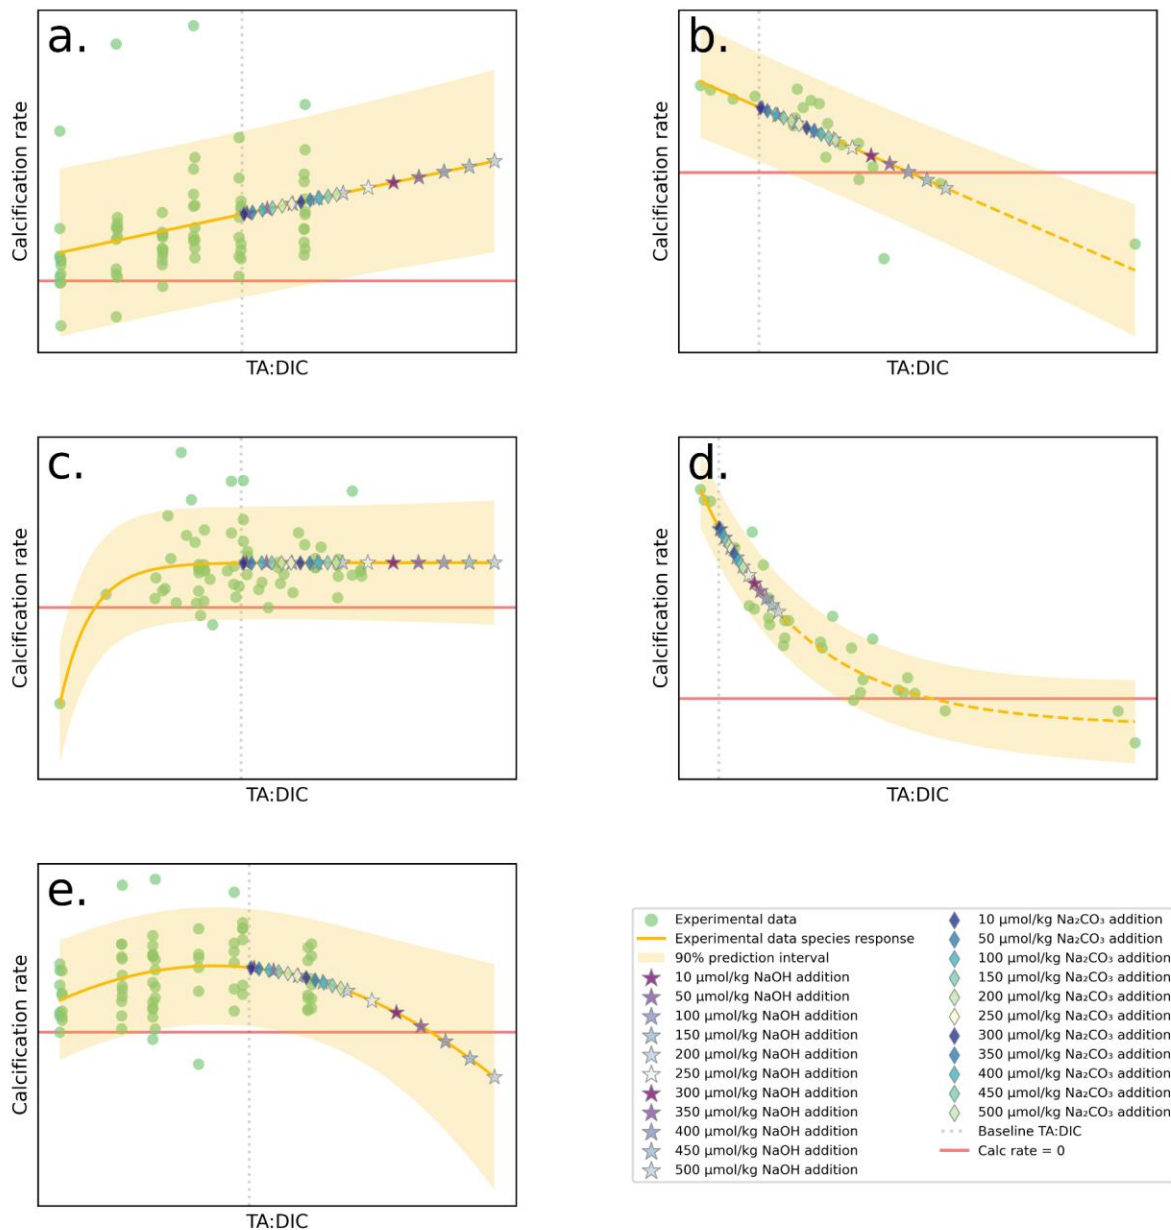 a.
Calcification rate
TA:DIC
b.
Calcification rate
TA:DIC
c.
Calcification rate
TA:DIC
d.
Calcification rate
TA:DIC
e.
Calcification rate
TA:DIC
Experimental data
Experimental data species response
90% prediction interval
10 μmol/kg NaOH addition
50 μmol/kg NaOH addition
100 μmol/kg NaOH addition
150 μmol/kg NaOH addition
200 μmol/kg NaOH addition
250 μmol/kg NaOH addition
300 μmol/kg NaOH addition
350 μmol/kg NaOH addition
400 μmol/kg NaOH addition
450 μmol/kg NaOH addition
500 μmol/kg NaOH addition
10 μmol/kg Na₂CO₃ addition
50 μmol/kg Na₂CO₃ addition
100 μmol/kg Na₂CO₃ addition
150 μmol/kg Na₂CO₃ addition
200 μmol/kg Na₂CO₃ addition
250 μmol/kg Na₂CO₃ addition
300 μmol/kg Na₂CO₃ addition
350 μmol/kg Na₂CO₃ addition
400 μmol/kg Na₂CO₃ addition
450 μmol/kg Na₂CO₃ addition
500 μmol/kg Na₂CO₃ addition
Baseline TA:DIC
Calc rate = 0